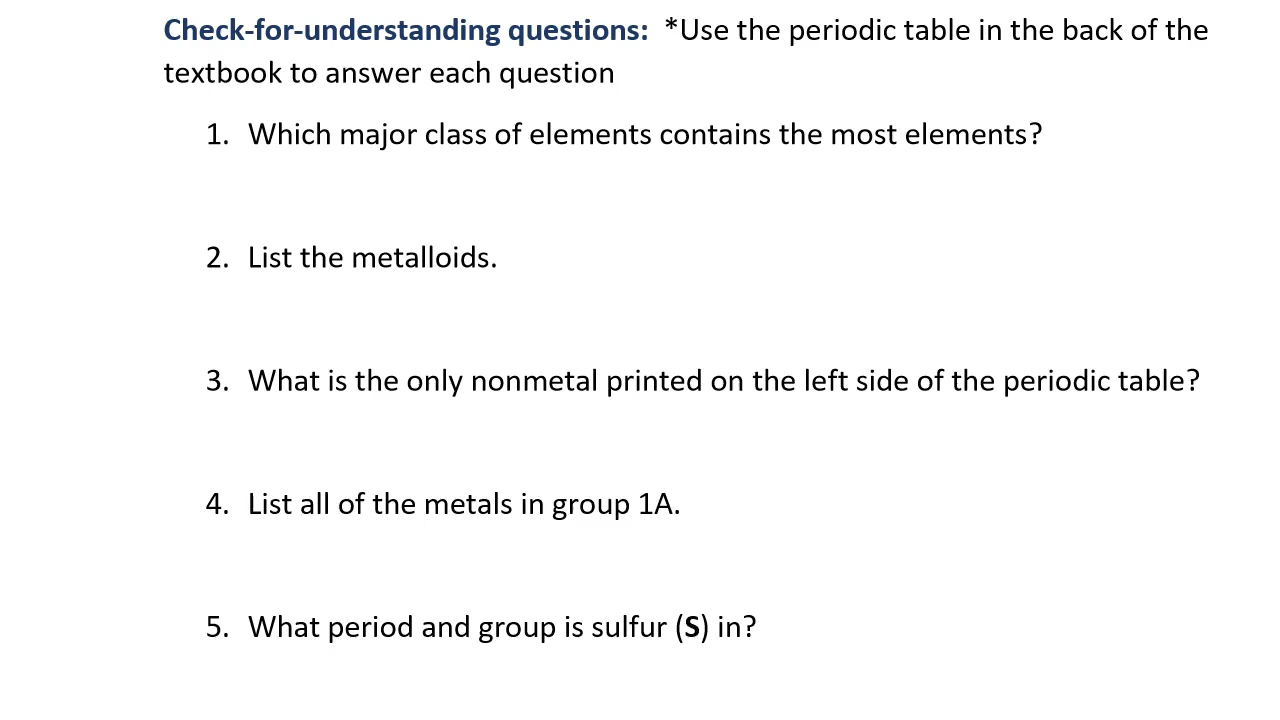 Check-for-understanding questions: *Use the periodic table in the back of the
textbook to answer each question
1. Which major class of elements contains the most elements?
2. List the metalloids.
3. What is the only nonmetal printed on the left side of the periodic table?
4. List all of the metals in group 1A.
5. What period and group is sulfur (S) in?